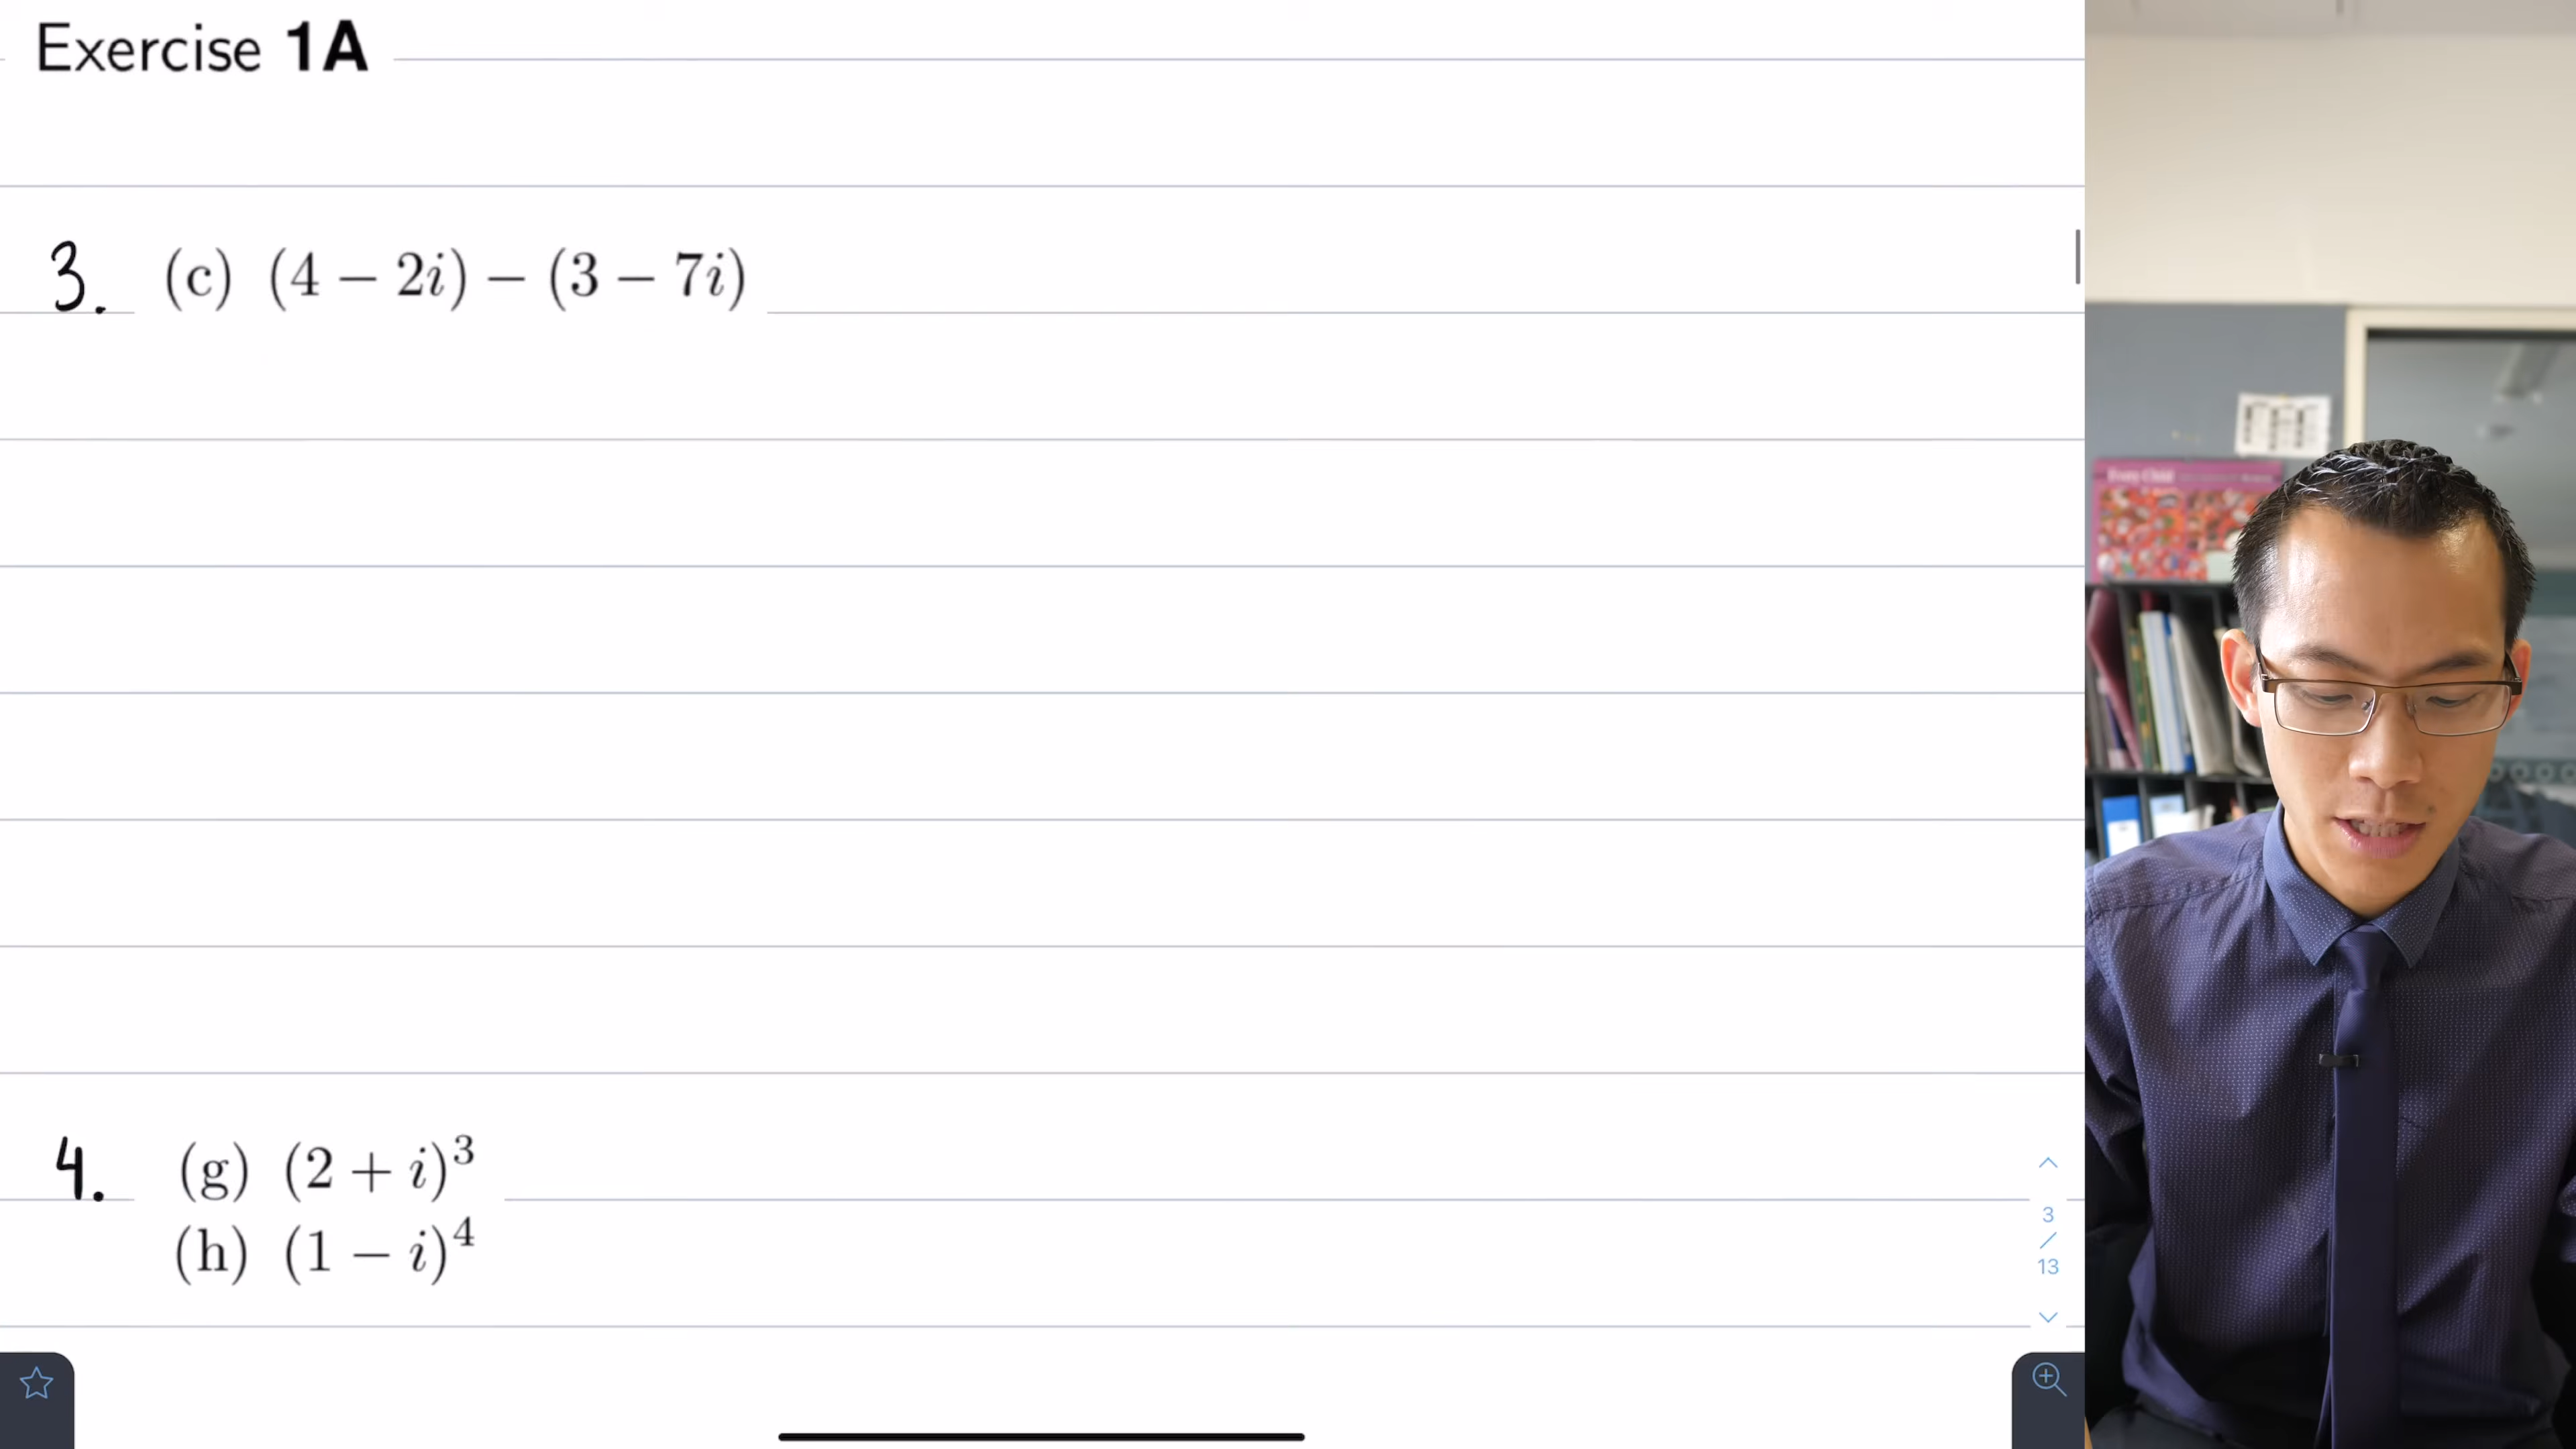 Exercise 1A
3. (c) (4 − 2i) − (3 − 7i)
4. (g) (2 + i)³
(h) (1 − i)⁴
3
/
13